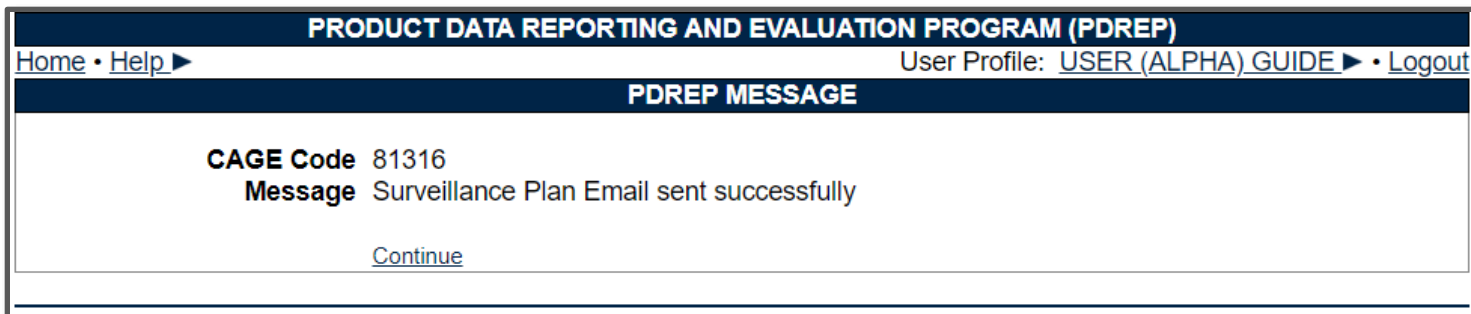 PRODUCT DATA REPORTING AND EVALUATION PROGRAM (PDREP)
Home • Help ► User Profile: USER (ALPHA) GUIDE ► • Logout
PDREP MESSAGE
CAGE Code 81316
Message Surveillance Plan Email sent successfully
Continue